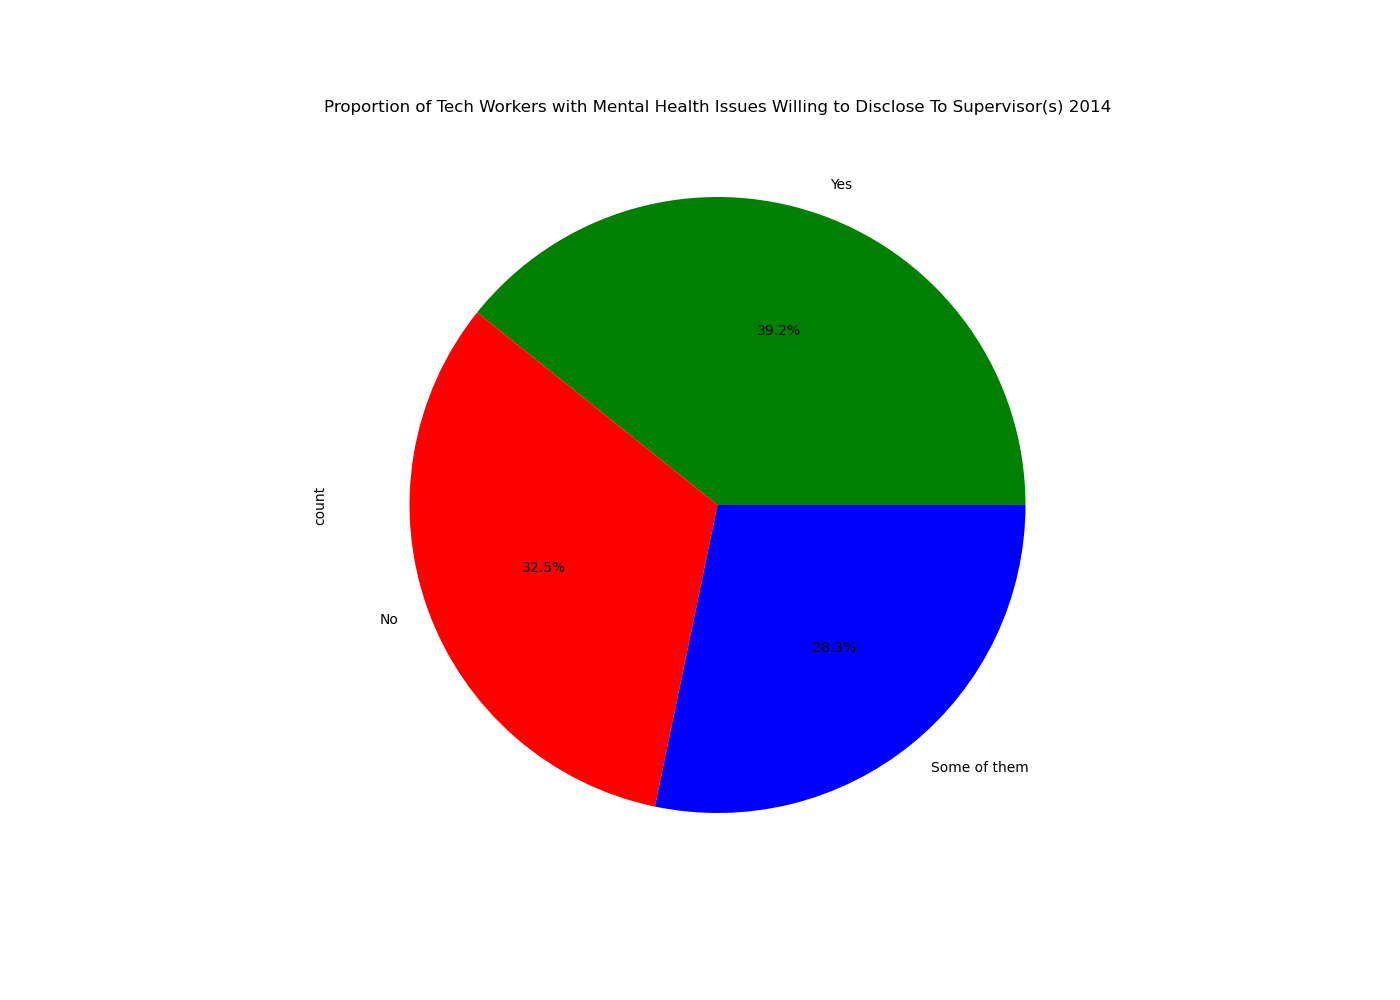 Proportion of Tech Workers with Mental Health Issues Willing to Disclose To Supervisor(s) 2014
Yes
39.2%
count
32.5%
No
28.3%
Some of them